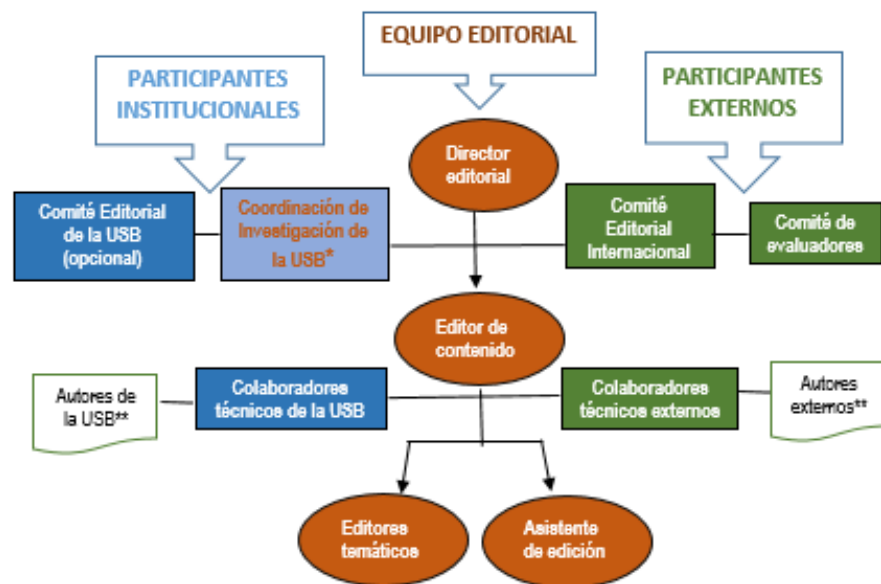 EQUIPO EDITORIAL
PARTICIPANTES
INSTITUCIONALES
PARTICIPANTES
EXTERNOS
Director
editorial
Comité Editorial
de la USB
(opcional)
Coordinación de
Investigación de
la USB*
Comité
Editorial
Internacional
Comité de
evaluadores
Editor de
contenido
Autores de
la USB**
Colaboradores
técnicos de la USB
Colaboradores
técnicos externos
Autores
externos**
Editores
temáticos
Asistente
de edición